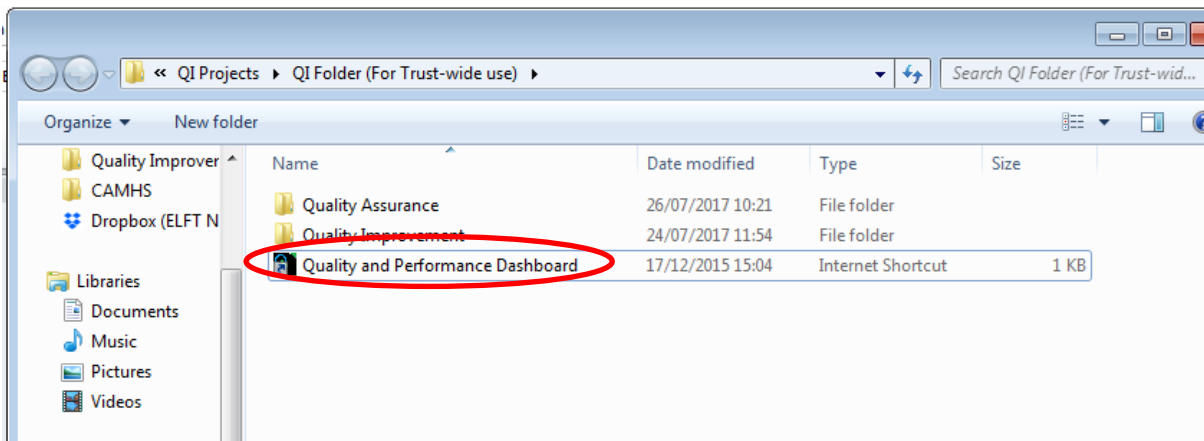 « QI Projects ▸ QI Folder (For Trust-wide use) ▸ Search QI Folder (For Trust-wid...
Organize New folder
Name Date modified Type Size
Quality Improver
CAMHS
Dropbox (ELFT N
Libraries
Documents
Music
Pictures
Videos
Quality Assurance 26/07/2017 10:21 File folder
Quality Improvement 24/07/2017 11:54 File folder
Quality and Performance Dashboard 17/12/2015 15:04 Internet Shortcut 1 KB